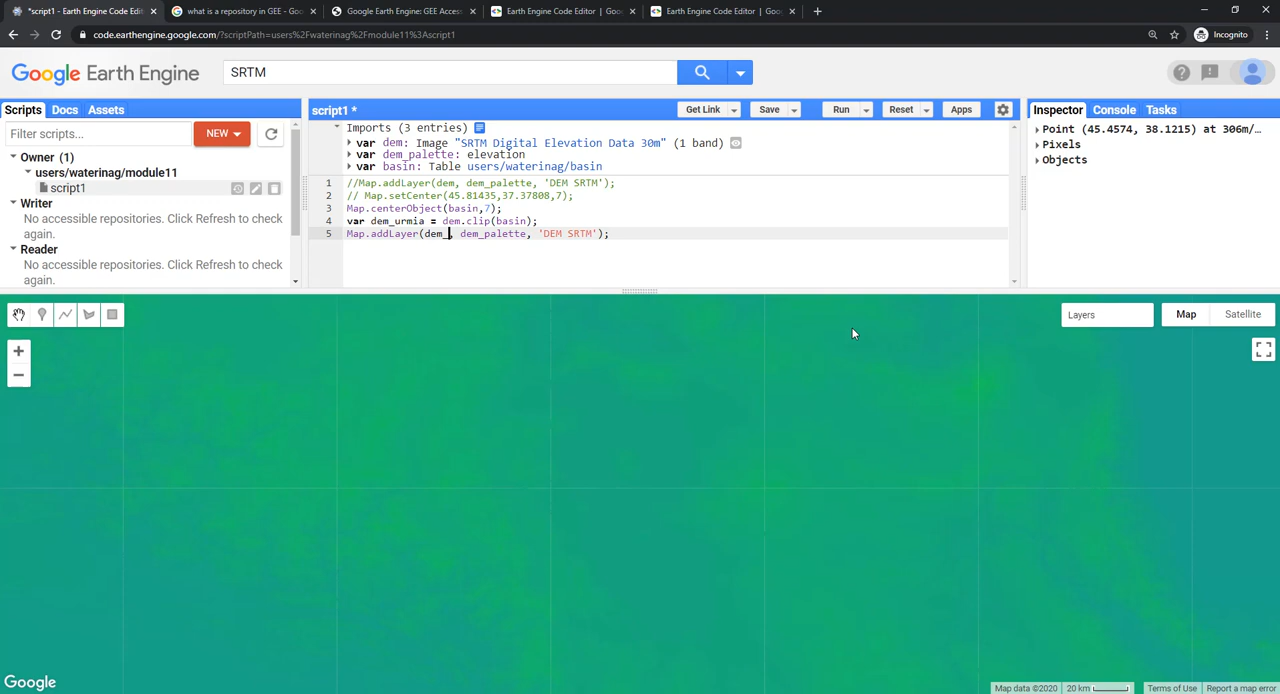 *script1 - Earth Engine Code Edit
what is a repository in GEE - Goo
Google Earth Engine: GEE Acces
Earth Engine Code Editor | Goo
Earth Engine Code Editor | Goo
code.earthengine.google.com/?scriptPath=users%2Fwaterinag%2Fmodule11%3Ascript1
Incognito
Google Earth Engine
SRTM
Scripts Docs Assets
script1 *
Get Link Save Run Reset Apps
Inspector Console Tasks
Filter scripts...
NEW
Owner (1)
users/waterinag/module11
script1
Writer
No accessible repositories. Click Refresh to check
again.
Reader
No accessible repositories. Click Refresh to check
again.
Imports (3 entries)
var dem: Image "SRTM Digital Elevation Data 30m" (1 band)
var dem_palette: elevation
var basin: Table users/waterinag/basin
1 //Map.addLayer(dem, dem_palette, 'DEM SRTM');
2 // Map.setCenter(45.81435,37.37808,7);
3 Map.centerObject(basin,7);
4 var dem_urmia = dem.clip(basin);
5 Map.addLayer(dem_, dem_palette, 'DEM SRTM');
Point (45.4574, 38.1215) at 306m/...
Pixels
Objects
Layers
Map Satellite
Google
Map data ©2020 20 km Terms of Use Report a map error